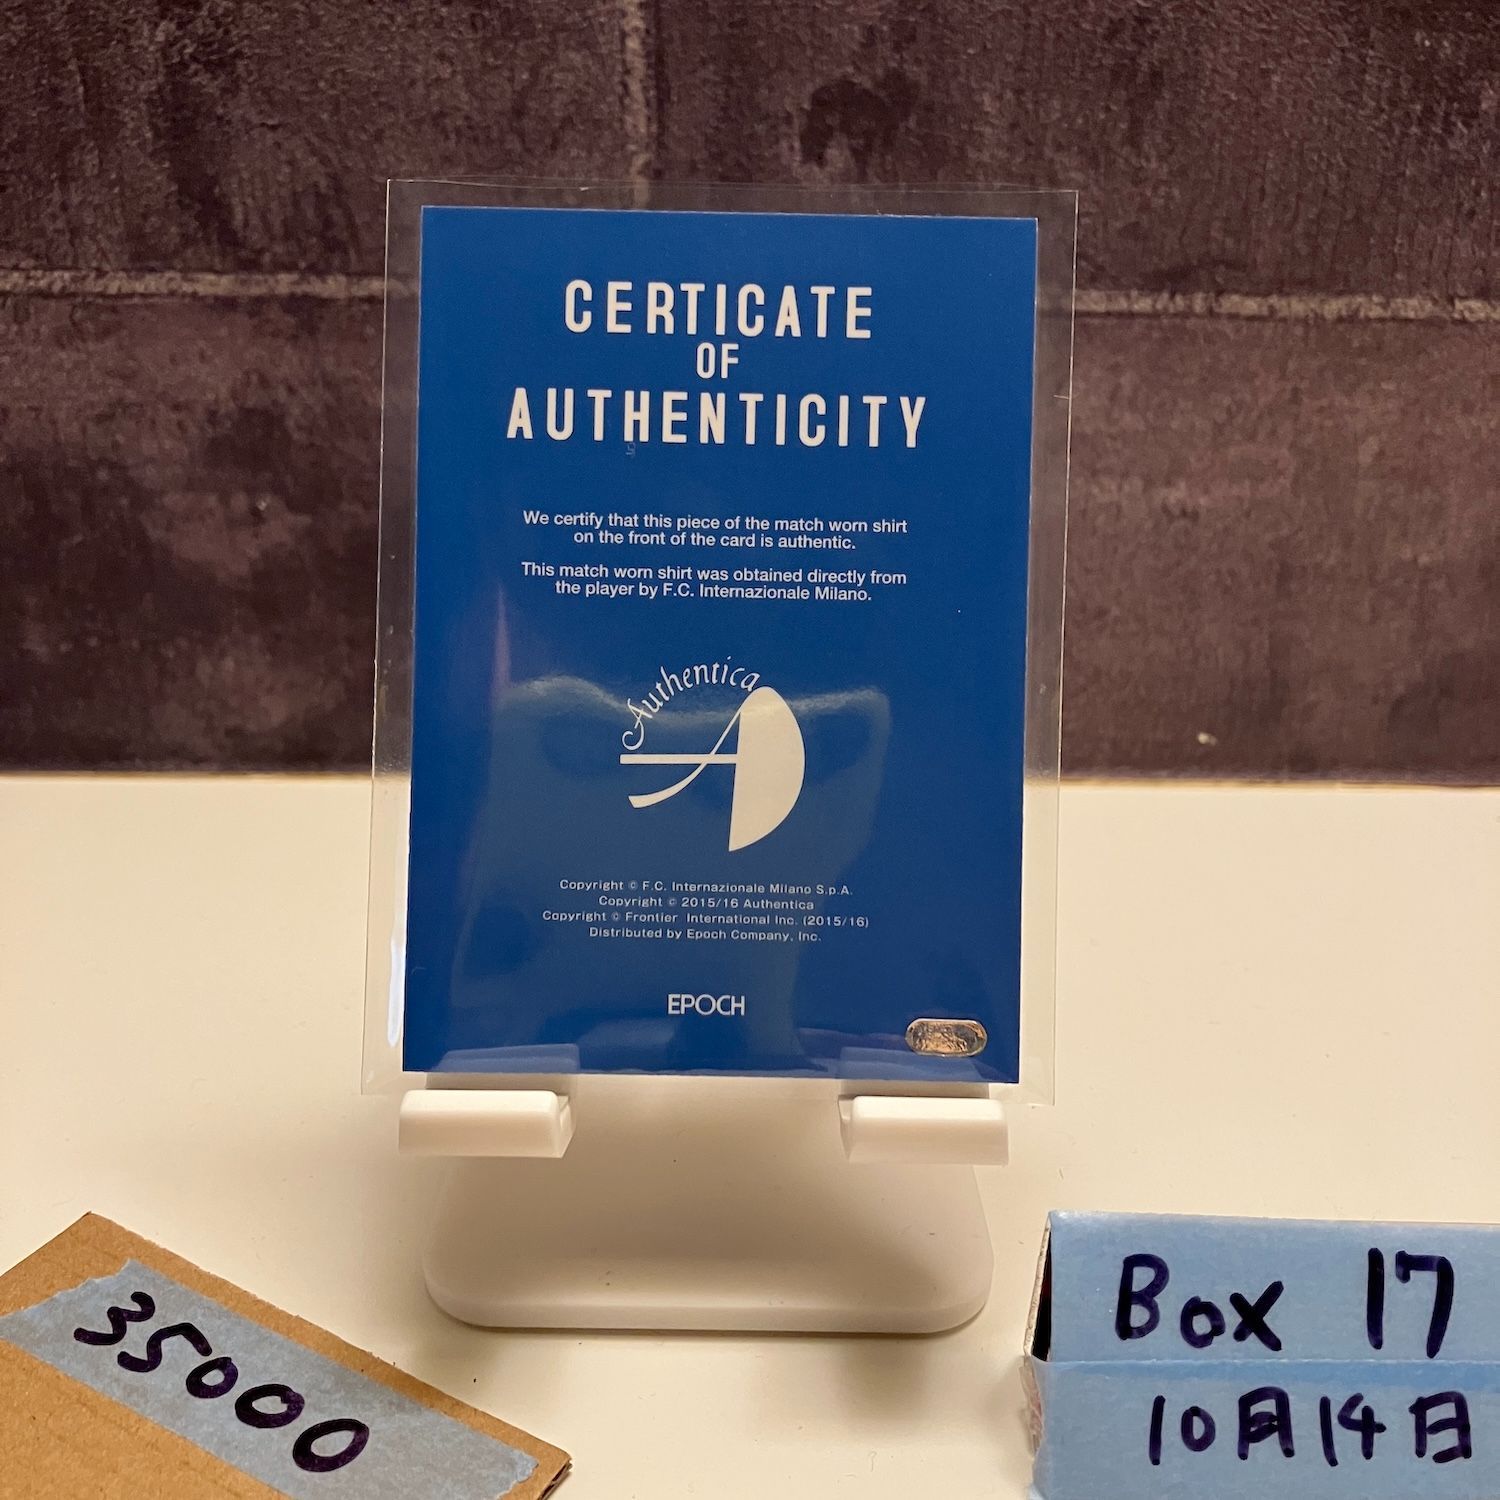 CERTICATE
OF
AUTHENTICITY
We certify that this piece of the match worn shirt
on the front of the card is authentic.
This match worn shirt was obtained directly from
the player by F.C. Internazionale Milano.
Authentica
Copyright © F.C. Internazionale Milano S.p.A.
Copyright © 2015/16 Authentica
Copyright © Frontier International Inc. (2015/16)
Distributed by Epoch Company, Inc.
EPOCH
35000
Box 17
10月14日